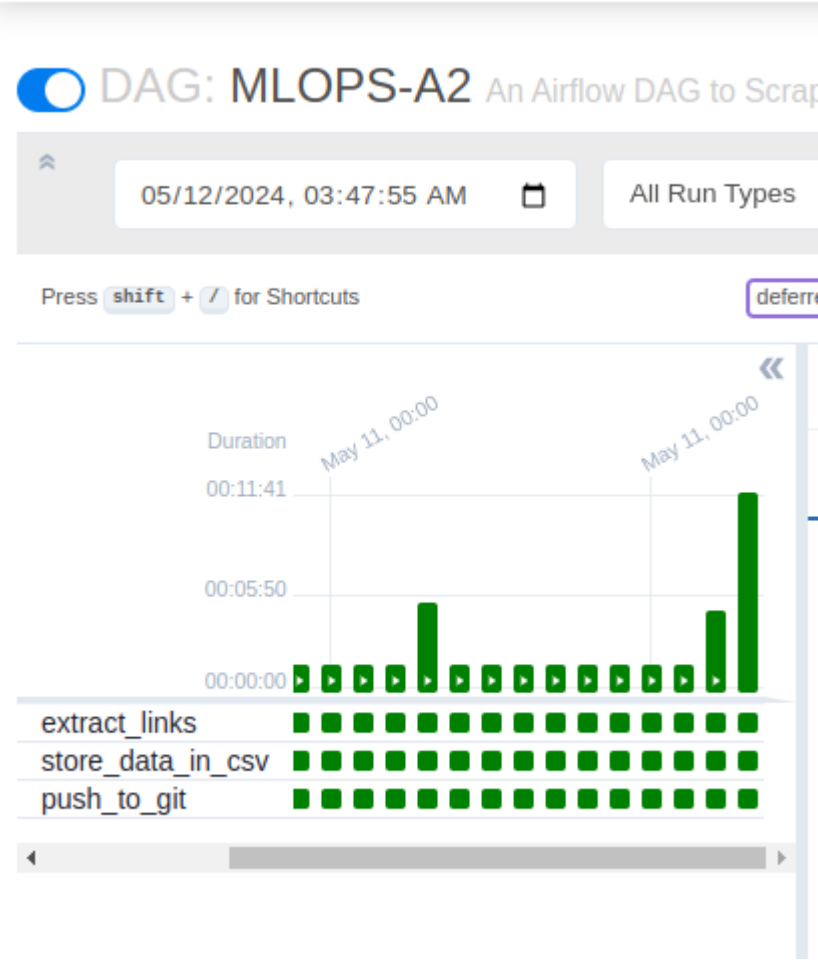 DAG: MLOPS-A2 An Airflow DAG to Scrap
05/12/2024, 03:47:55 AM All Run Types
Press shift + / for Shortcuts deferre
May 11, 00:00 May 11, 00:00
Duration
00:11:41
00:05:50
00:00:00
extract_links
store_data_in_csv
push_to_git